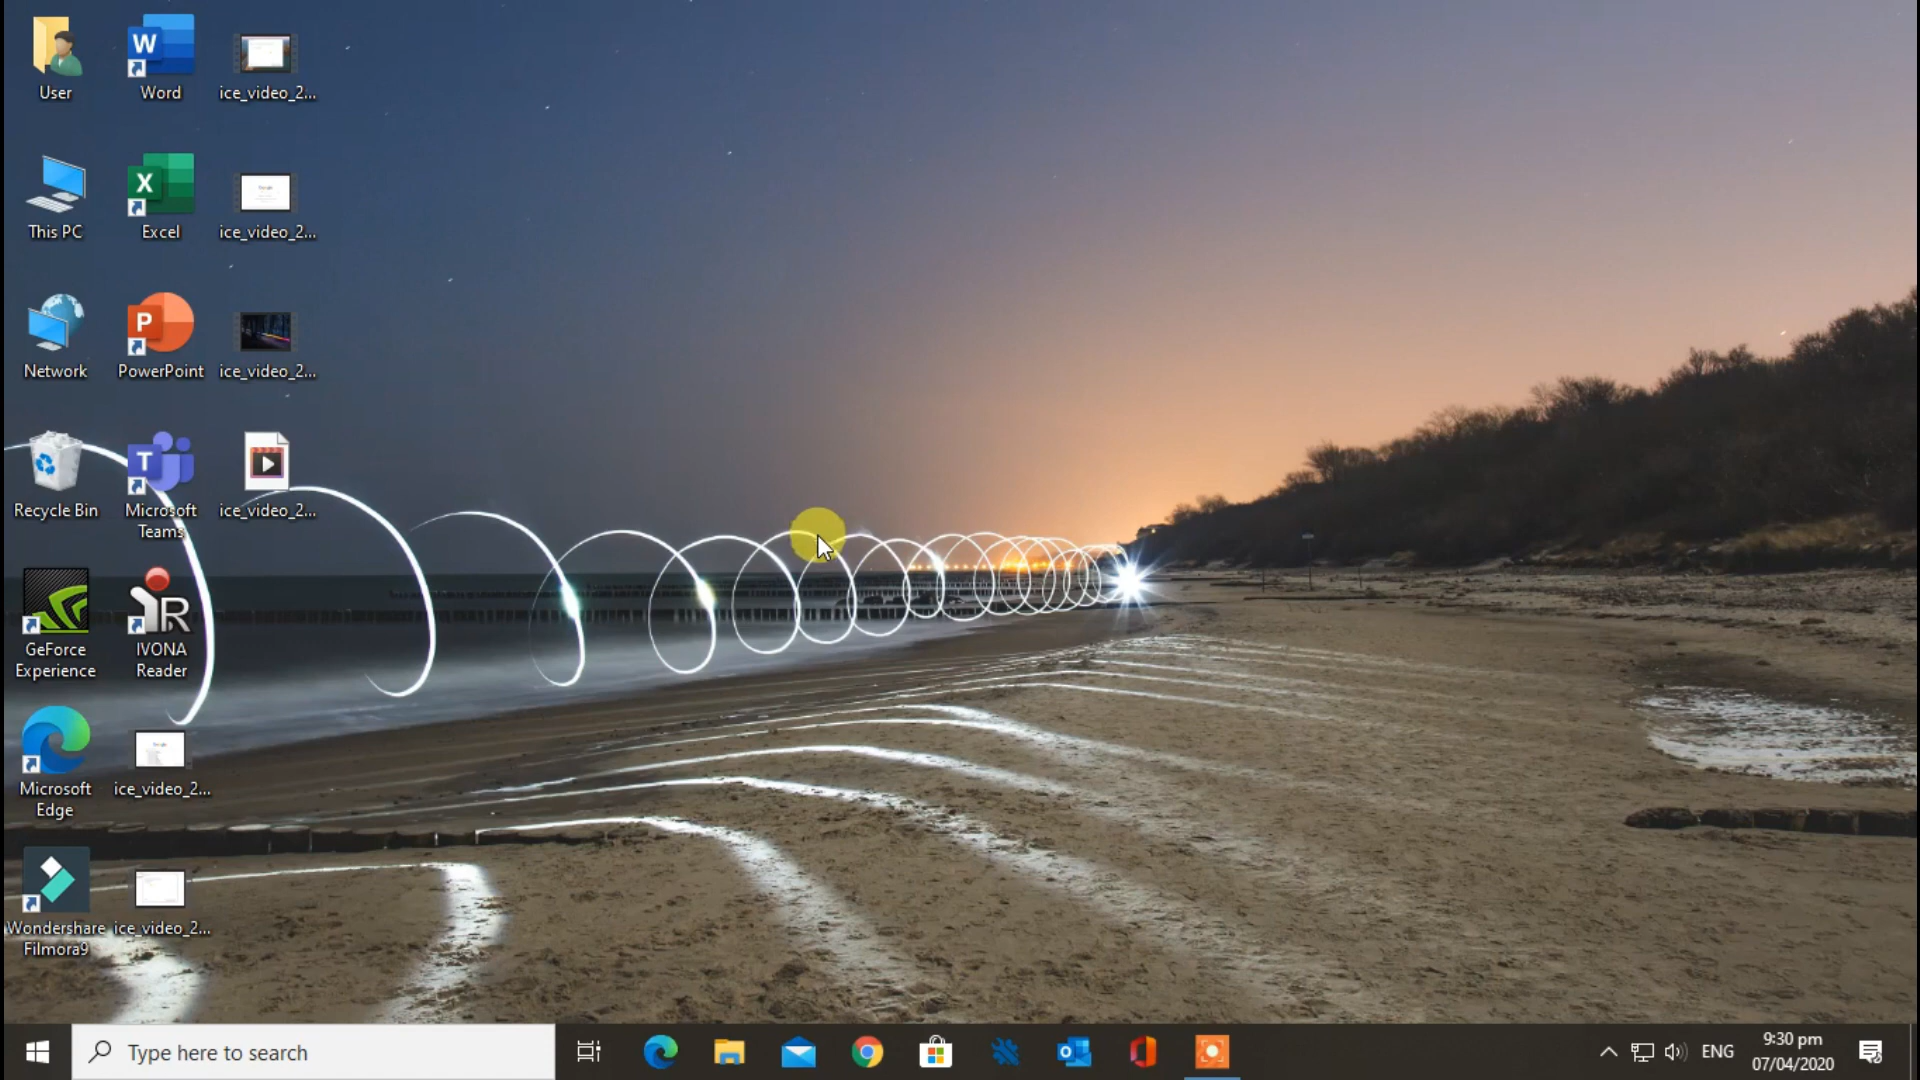 User
Word
ice_video_2...
This PC
Excel
ice_video_2...
Network
PowerPoint
ice_video_2...
Recycle Bin
Microsoft
Teams
ice_video_2...
GeForce
Experience
IVONA
Reader
Microsoft
Edge
ice_video_2...
Wondershare
Filmora9
ice_video_2...
Type here to search
ENG
9:30 pm
07/04/2020